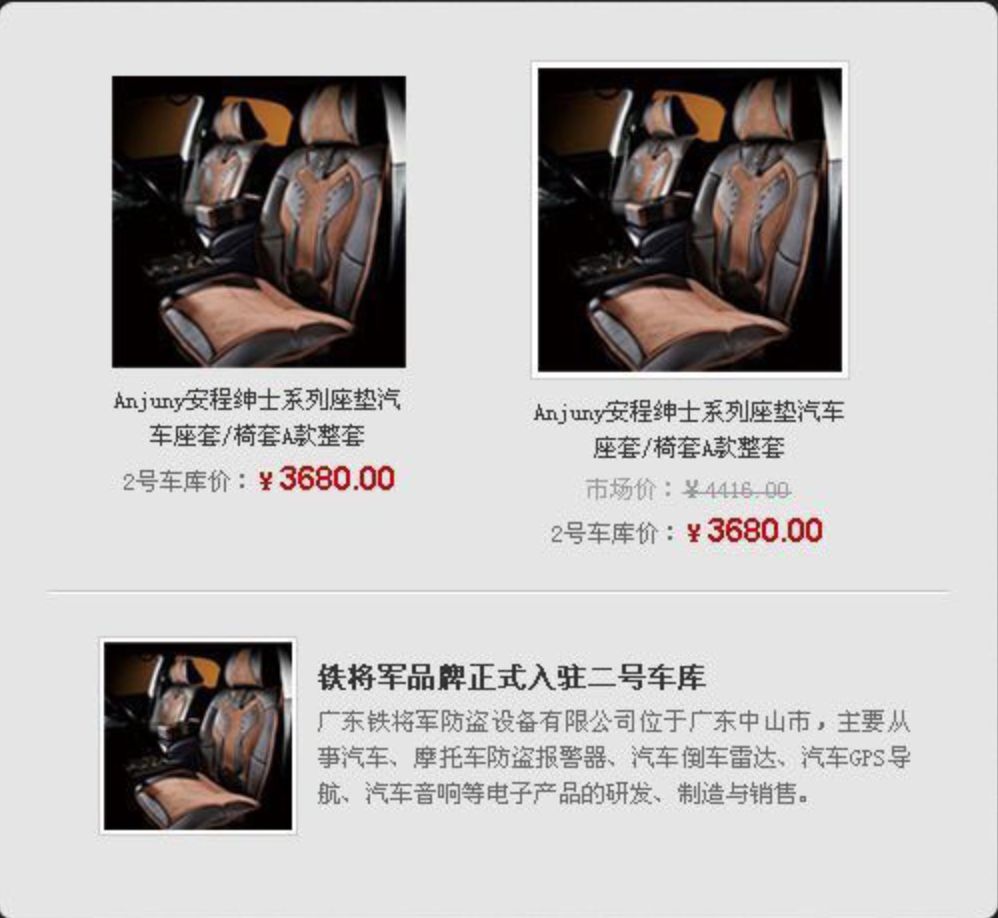 Anjuny安程绅士系列座垫汽
车座套/椅套A款整套
2号车库价：¥3680.00
Anjuny安程绅士系列座垫汽车
座套/椅套A款整套
市场价：¥4416.00
2号车库价：¥3680.00
铁将军品牌正式入驻二号车库
广东铁将军防盗设备有限公司位于广东中山市，主要从
事汽车、摩托车防盗报警器、汽车倒车雷达、汽车GPS导
航、汽车音响等电子产品的研发、制造与销售。